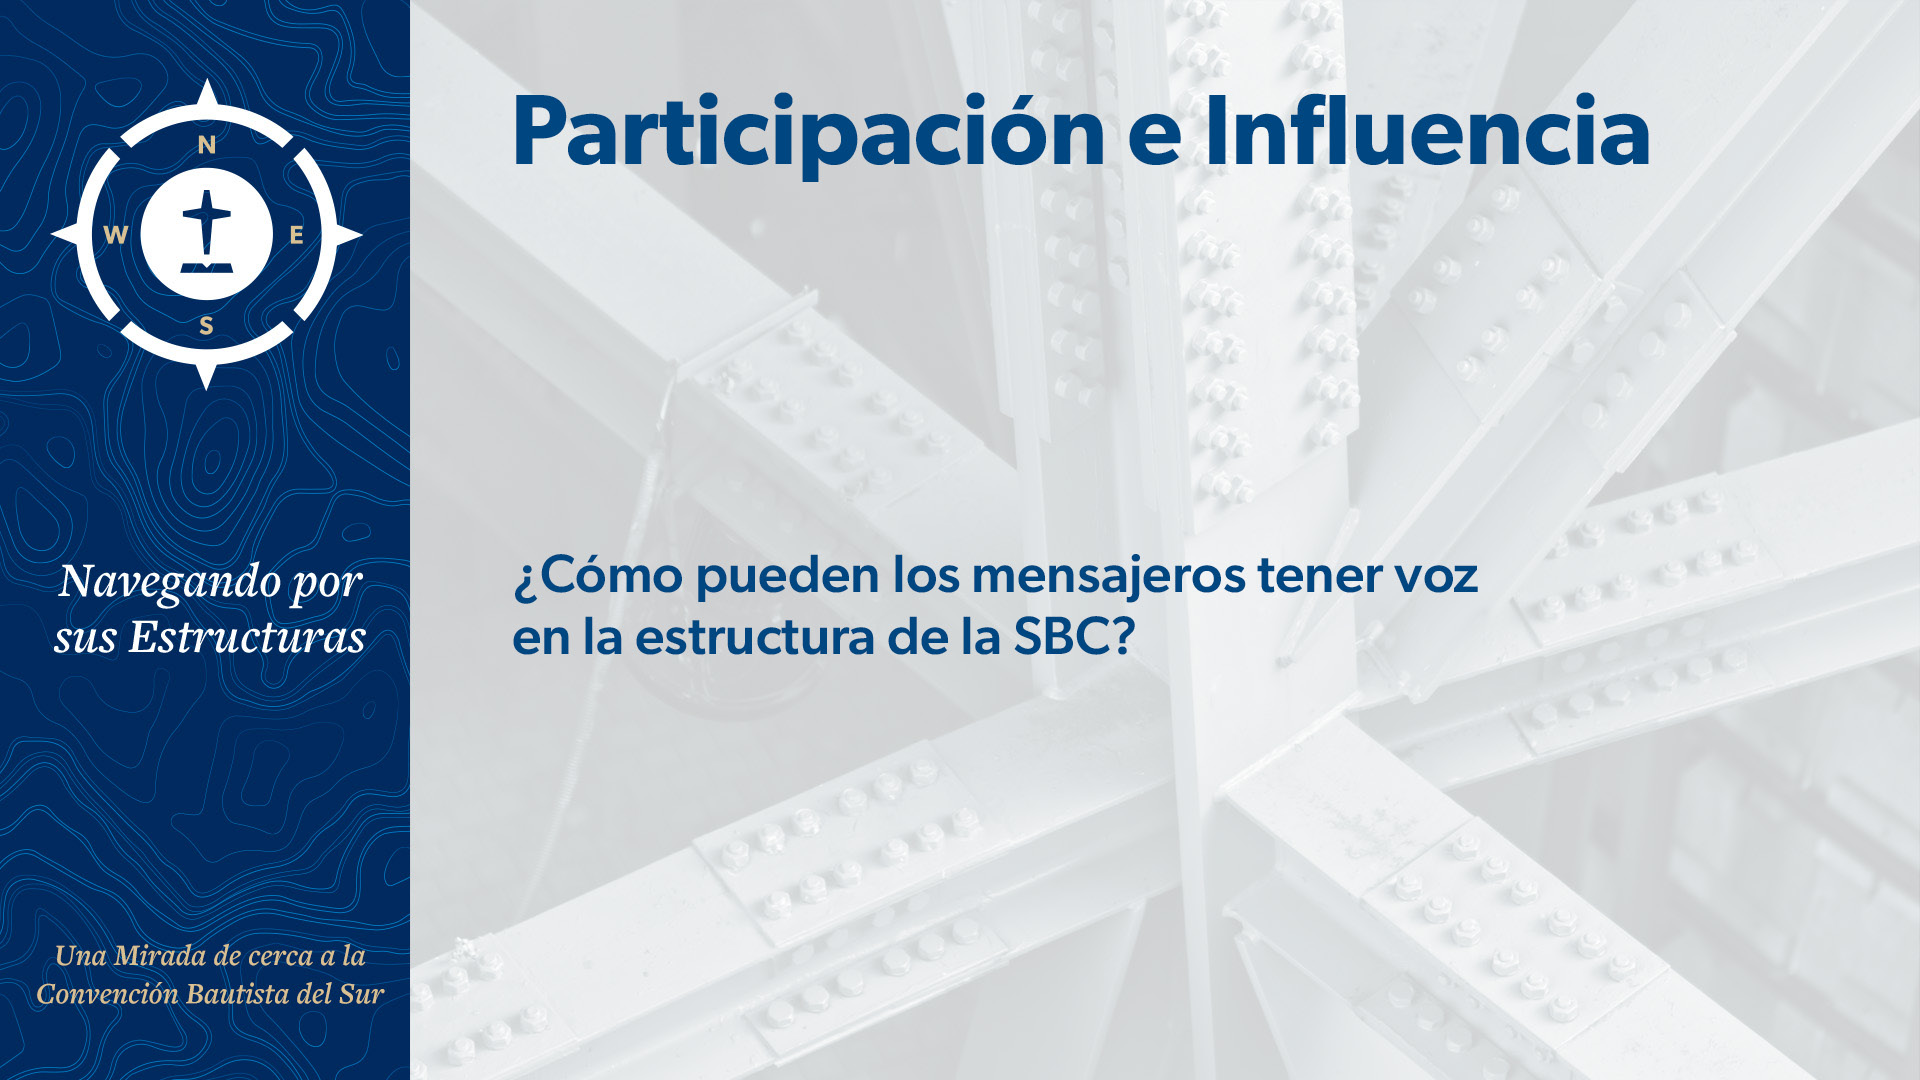 N
W
E
S
Navegando por
sus Estructuras
Una Mirada de cerca a la
Convención Bautista del Sur
Participación e Influencia
¿Cómo pueden los mensajeros tener voz
en la estructura de la SBC?